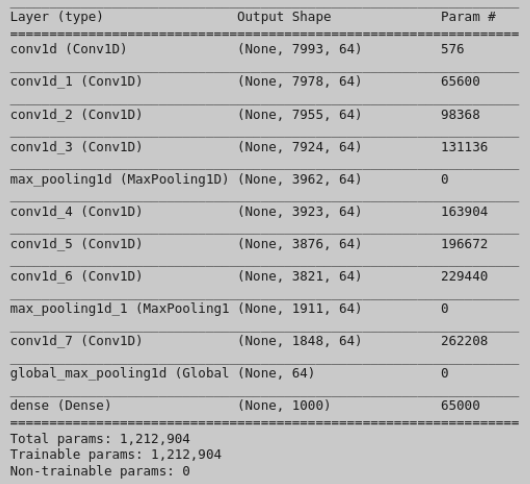 Layer (type) Output Shape Param #
conv1d (Conv1D) (None, 7993, 64) 576
conv1d_1 (Conv1D) (None, 7978, 64) 65600
conv1d_2 (Conv1D) (None, 7955, 64) 98368
conv1d_3 (Conv1D) (None, 7924, 64) 131136
max_pooling1d (MaxPooling1D) (None, 3962, 64) 0
conv1d_4 (Conv1D) (None, 3923, 64) 163904
conv1d_5 (Conv1D) (None, 3876, 64) 196672
conv1d_6 (Conv1D) (None, 3821, 64) 229440
max_pooling1d_1 (MaxPooling1 (None, 1911, 64) 0
conv1d_7 (Conv1D) (None, 1848, 64) 262208
global_max_pooling1d (Global (None, 64) 0
dense (Dense) (None, 1000) 65000
Total params: 1,212,904
Trainable params: 1,212,904
Non-trainable params: 0